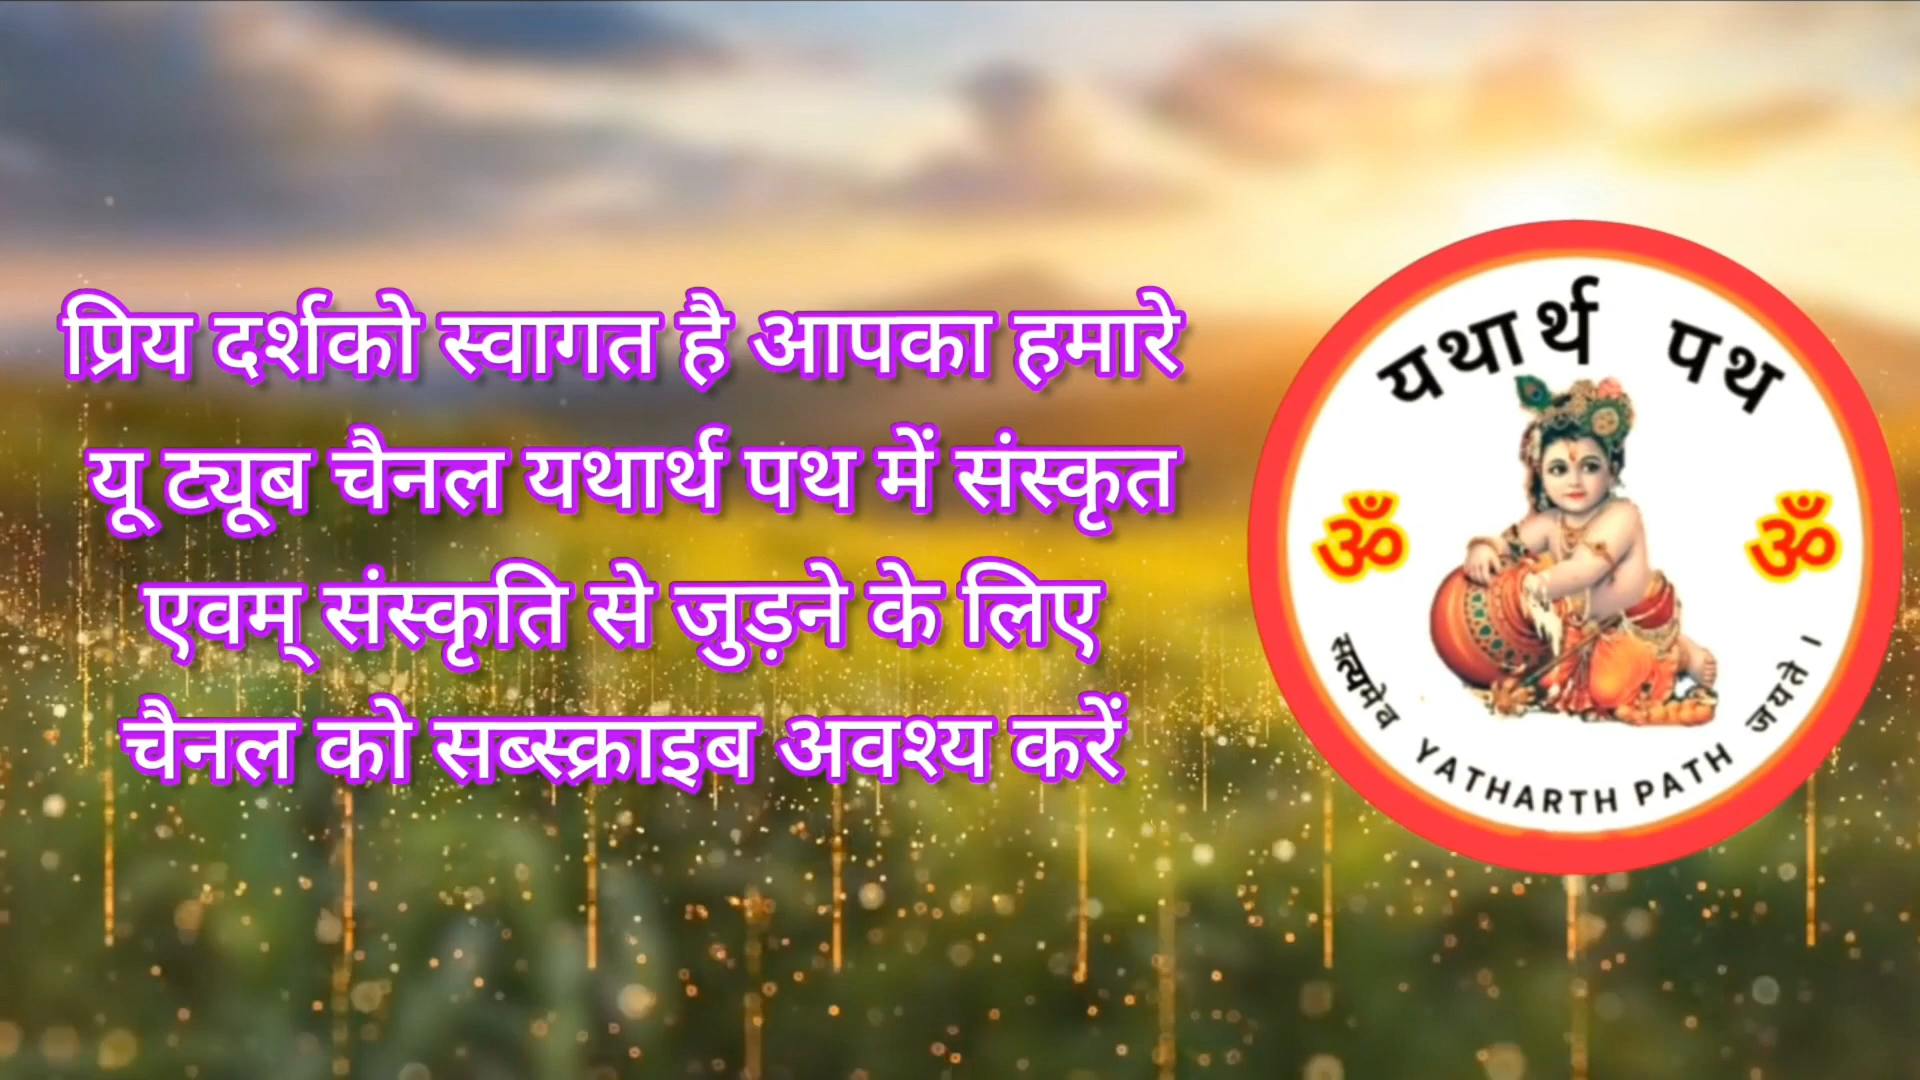 प्रिय दर्शको स्वागत है आपका हमारे
यू ट्यूब चैनल यथार्थ पथ में संस्कृत
एवम् संस्कृति से जुड़ने के लिए
चैनल को सब्स्क्राइब अवश्य करें
यथार्थ पथ
ॐ ॐ
सत्यमेव जयते ।
YATHARTH PATH